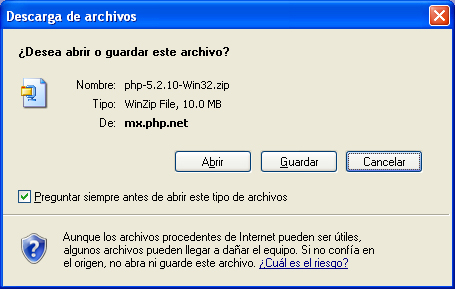 Descarga de archivos
¿Desea abrir o guardar este archivo?
Nombre: php-5.2.10-Win32.zip
Tipo: WinZip File, 10.0 MB
De: mx.php.net
Abrir Guardar Cancelar
Preguntar siempre antes de abrir este tipo de archivos
Aunque los archivos procedentes de Internet pueden ser útiles,
algunos archivos pueden llegar a dañar el equipo. Si no confía en
el origen, no abra ni guarde este archivo. ¿Cuál es el riesgo?